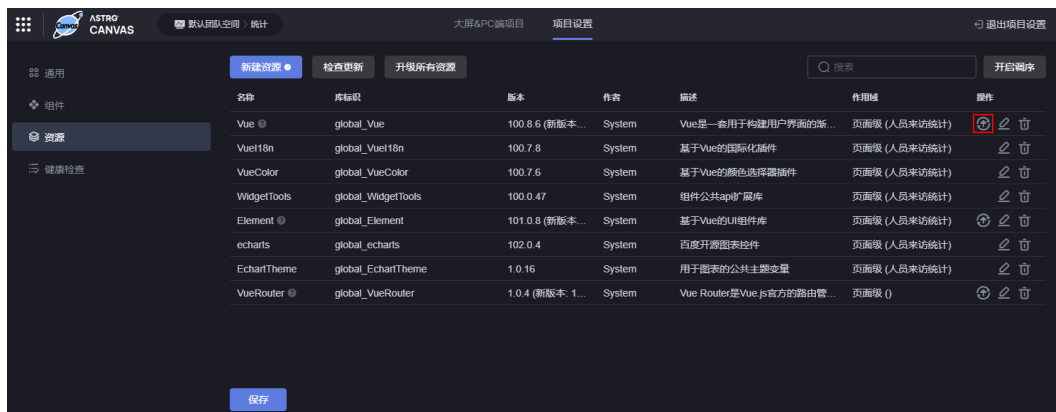 Canvas
ASTRO
CANVAS
默认团队空间 > 统计
大屏&PC端项目
项目设置
退出项目设置
通用
组件
资源
健康检查
新建资源
检查更新
升级所有资源
搜索
开启调序
名称 库标识 版本 作者 描述 作用域 操作
Vue global_Vue 100.8.6 (新版本... System Vue是一套用于构建用户界面的渐... 页面级 (人员来访统计)
VueI18n global_VueI18n 100.7.8 System 基于Vue的国际化插件 页面级 (人员来访统计)
VueColor global_VueColor 100.7.6 System 基于Vue的颜色选择器插件 页面级 (人员来访统计)
WidgetTools global_WidgetTools 100.0.47 System 组件公共api扩展库 页面级 (人员来访统计)
Element global_Element 101.0.8 (新版本... System 基于Vue的UI组件库 页面级 (人员来访统计)
echarts global_echarts 102.0.4 System 百度开源图表控件 页面级 (人员来访统计)
EchartTheme global_EchartTheme 1.0.16 System 用于图表的公共主题变量 页面级 (人员来访统计)
VueRouter global_VueRouter 1.0.4 (新版本: 1... System Vue Router是Vue.js官方的路由管... 页面级 ()
保存